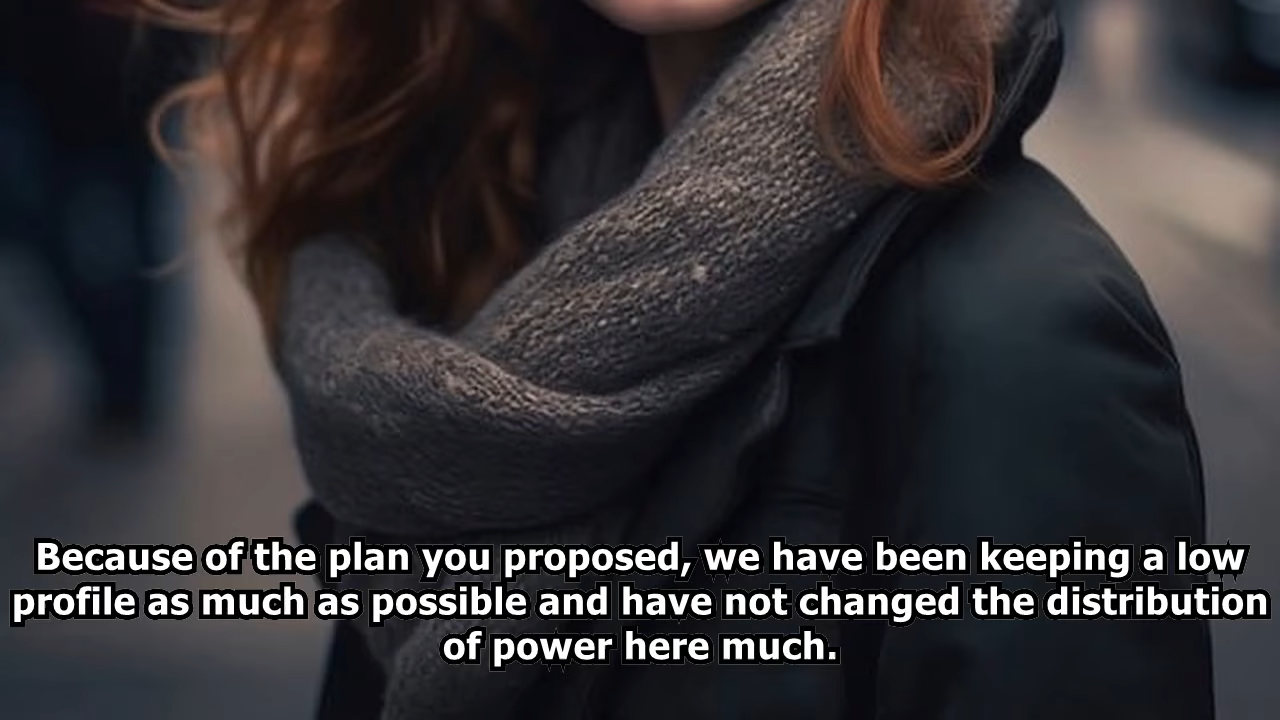 Because of the plan you proposed, we have been keeping a low
profile as much as possible and have not changed the distribution
of power here much.